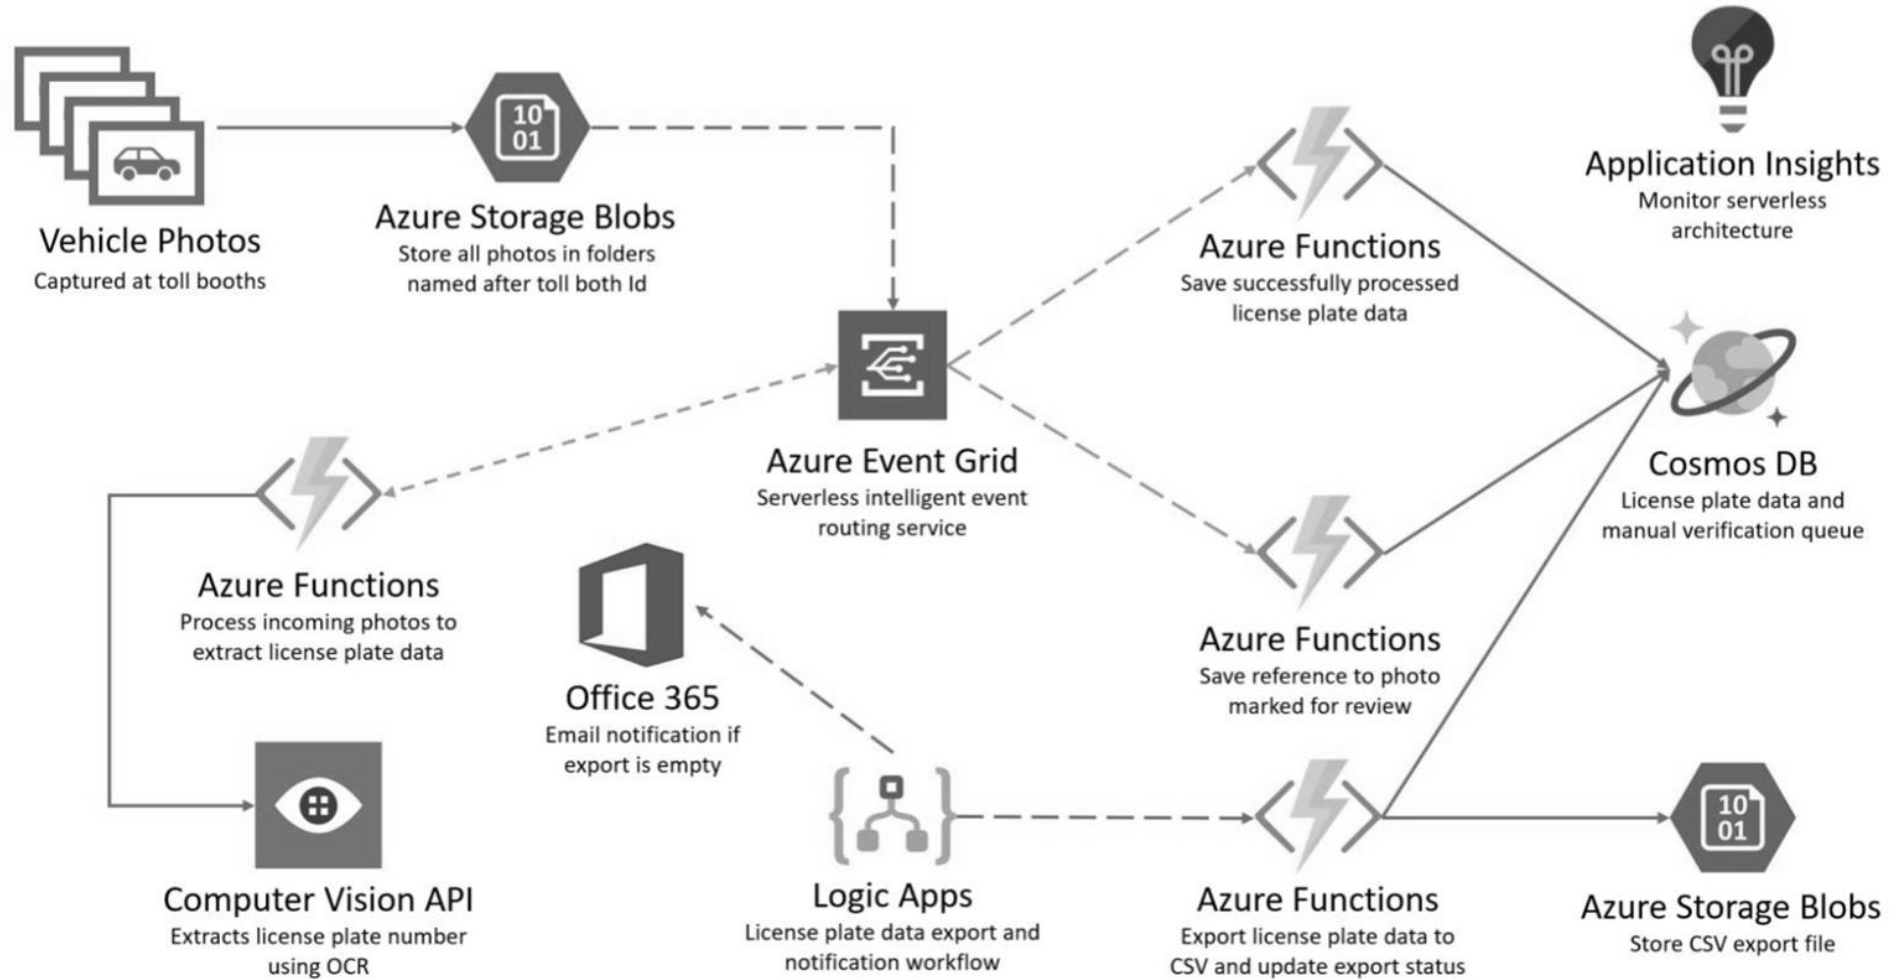 10
01
Vehicle Photos
Captured at toll booths
Azure Storage Blobs
Store all photos in folders
named after toll both Id
Azure Functions
Save successfully processed
license plate data
Application Insights
Monitor serverless
architecture
Azure Event Grid
Serverless intelligent event
routing service
Cosmos DB
License plate data and
manual verification queue
Azure Functions
Process incoming photos to
extract license plate data
Office 365
Email notification if
export is empty
Azure Functions
Save reference to photo
marked for review
Computer Vision API
Extracts license plate number
using OCR
Logic Apps
License plate data export and
notification workflow
Azure Functions
Export license plate data to
CSV and update export status
10
01
Azure Storage Blobs
Store CSV export file